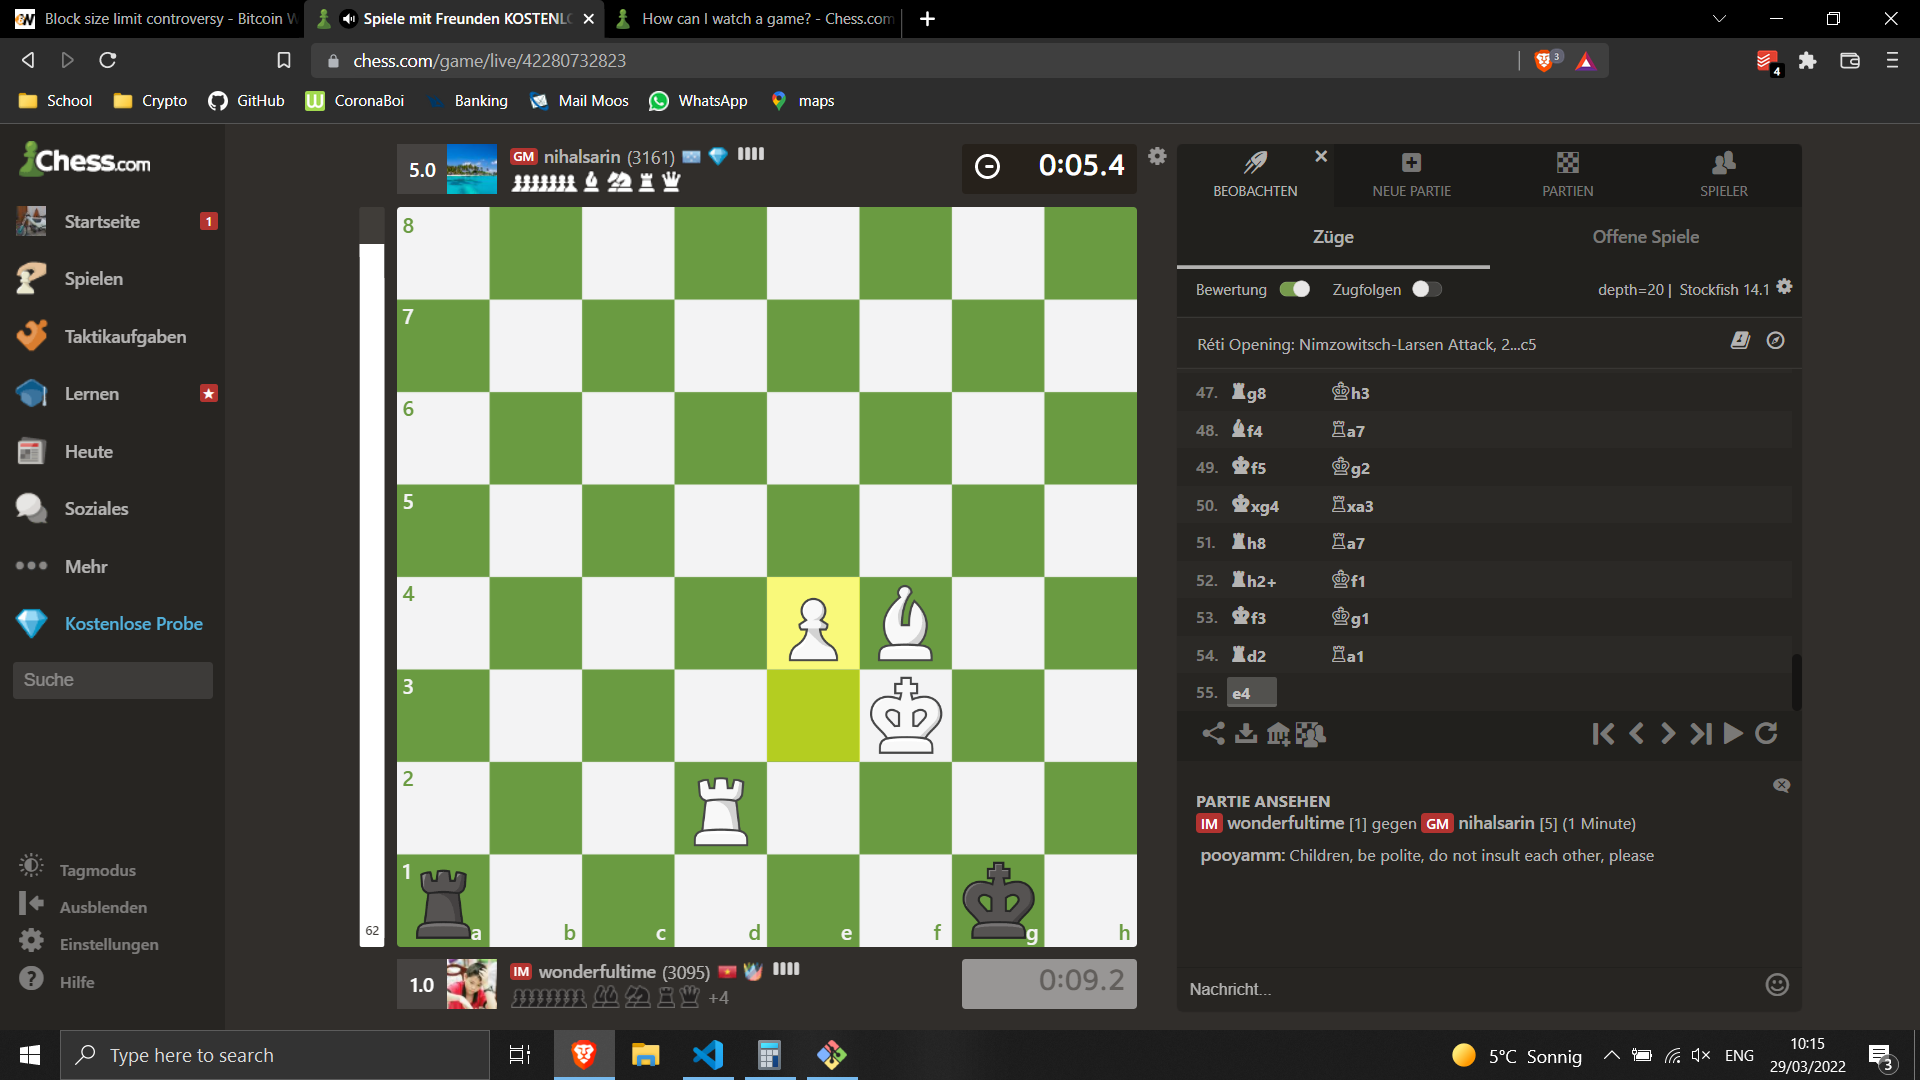 Block size limit controversy - Bitcoin W
Spiele mit Freunden KOSTENLO
How can I watch a game? - Chess.com
chess.com/game/live/42280732823
3
4
School
Crypto
GitHub
CoronaBoi
Banking
Mail Moos
WhatsApp
maps
Chess.com
Startseite
1
Spielen
Taktikaufgaben
Lernen
Heute
Soziales
Mehr
Kostenlose Probe
Suche
Tagmodus
Ausblenden
Einstellungen
Hilfe
5.0
GM nihalsarin (3161)
0:05.4
8
7
6
5
4
3
2
1
a
b
c
d
e
f
g
h
62
1.0
IM wonderfultime (3095)
+4
0:09.2
BEOBACHTEN
NEUE PARTIE
PARTIEN
SPIELER
Züge
Offene Spiele
Bewertung
Zugfolgen
depth=20 | Stockfish 14.1
Réti Opening: Nimzowitsch-Larsen Attack, 2...c5
47. g8 h3
48. f4 a7
49. f5 g2
50. xg4 xa3
51. h8 a7
52. h2+ f1
53. f3 g1
54. d2 a1
55. e4
PARTIE ANSEHEN
IM wonderfultime [1] gegen GM nihalsarin [5] (1 Minute)
pooyamm: Children, be polite, do not insult each other, please
Nachricht...
Type here to search
5°C Sonnig
ENG
10:15
29/03/2022
3